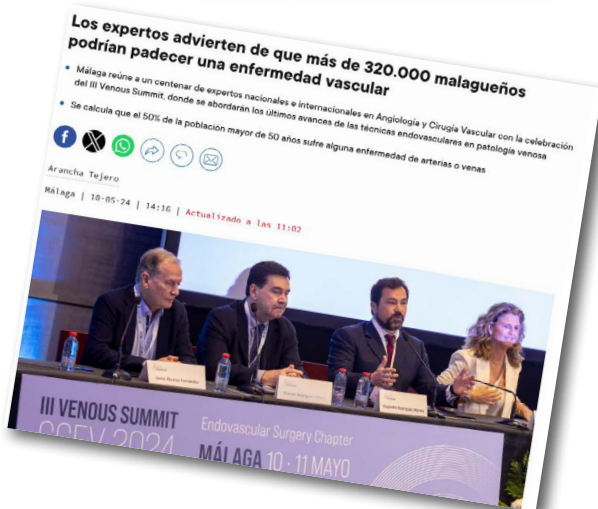 Los expertos advierten de que más de 320.000 malagueños
podrían padecer una enfermedad vascular
Málaga reúne a un centenar de expertos nacionales e internacionales en Angiología y Cirugía Vascular con la celebración
del III Venous Summit, donde se abordarán los últimos avances de las técnicas endovasculares en patología venosa
Se calcula que el 50% de la población mayor de 50 años sufre alguna enfermedad de arterias o venas
Arancha Tejero
Málaga | 10·05·24 | 14:16 | Actualizado a las 11:02
III VENOUS SUMMIT
CCEV 2024
Endovascular Surgery Chapter
MÁLAGA 10 · 11 MAYO